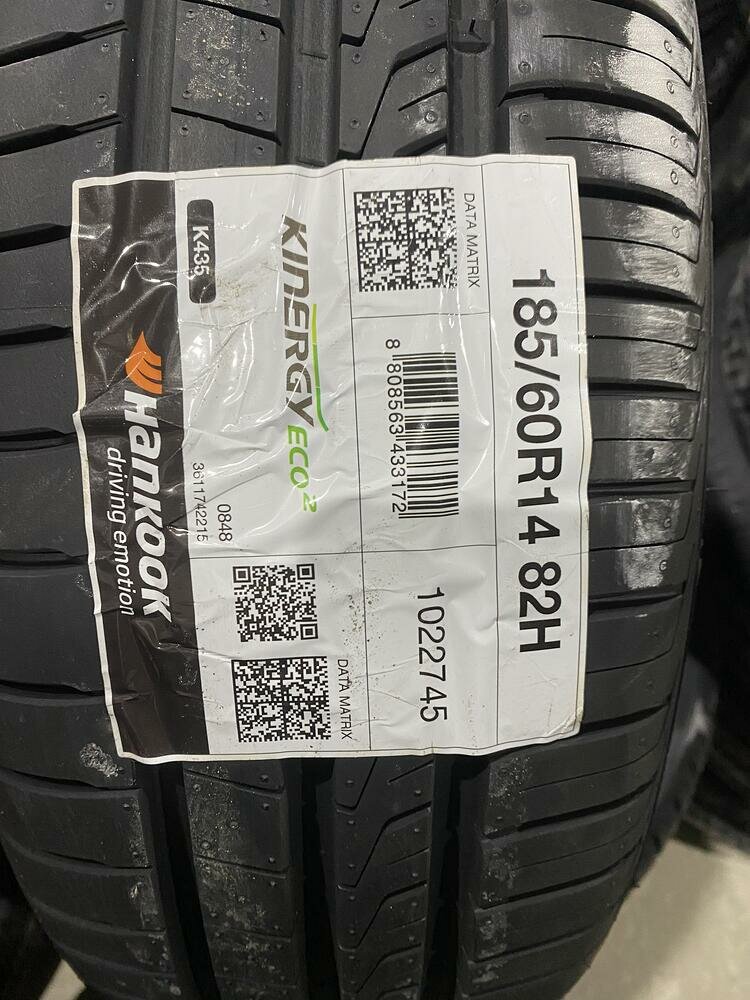 185/60R14 82H
DATA MATRIX
8 808563 433172
1022745
K435
KINERGY ECO²
0848
3611742215
DATA MATRIX
Hankook
driving emotion